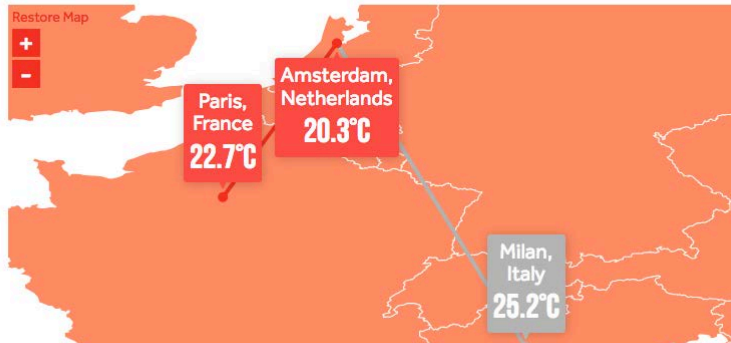 Restore Map
+
-
Paris,
France
22.7°C
Amsterdam,
Netherlands
20.3°C
Milan,
Italy
25.2°C